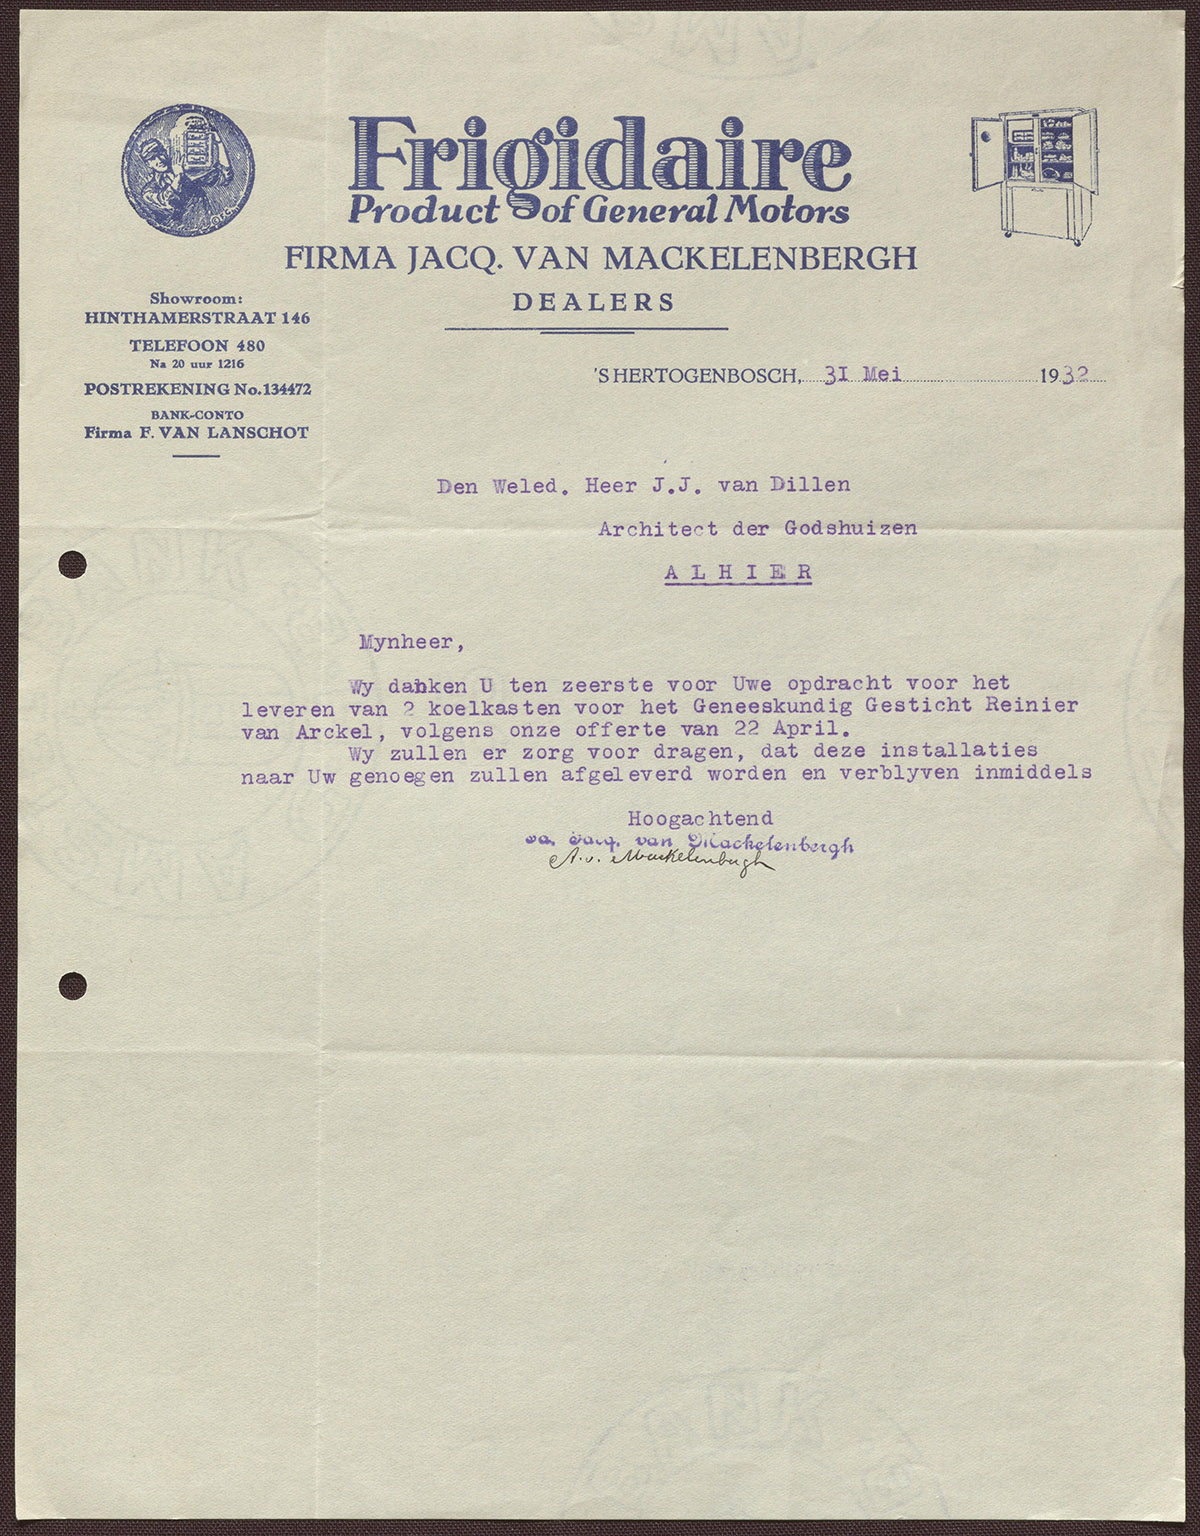 Frigidaire
Product of General Motors
FIRMA JACQ. VAN MACKELENBERGH
DEALERS
Showroom:
HINTHAMERSTRAAT 146
TELEFOON 480
Na 20 uur 1216
POSTREKENING No. 134472
BANK-CONTO
Firma F. VAN LANSCHOT
'S HERTOGENBOSCH, 31 Mei 1932
Den Weled. Heer J.J. van Dillen
Architect der Godshuizen
ALHIER
Mynheer,
Wy danken U ten zeerste voor Uwe opdracht voor het
leveren van 2 koelkasten voor het Geneeskundig Gesticht Reinier
van Arckel, volgens onze offerte van 22 April.
Wy zullen er zorg voor dragen, dat deze installaties
naar Uw genoegen zullen afgeleverd worden en verblyven inmiddels
Hoogachtend
Fa. Jacq. van Mackelenbergh
A. v. Mackelenbergh